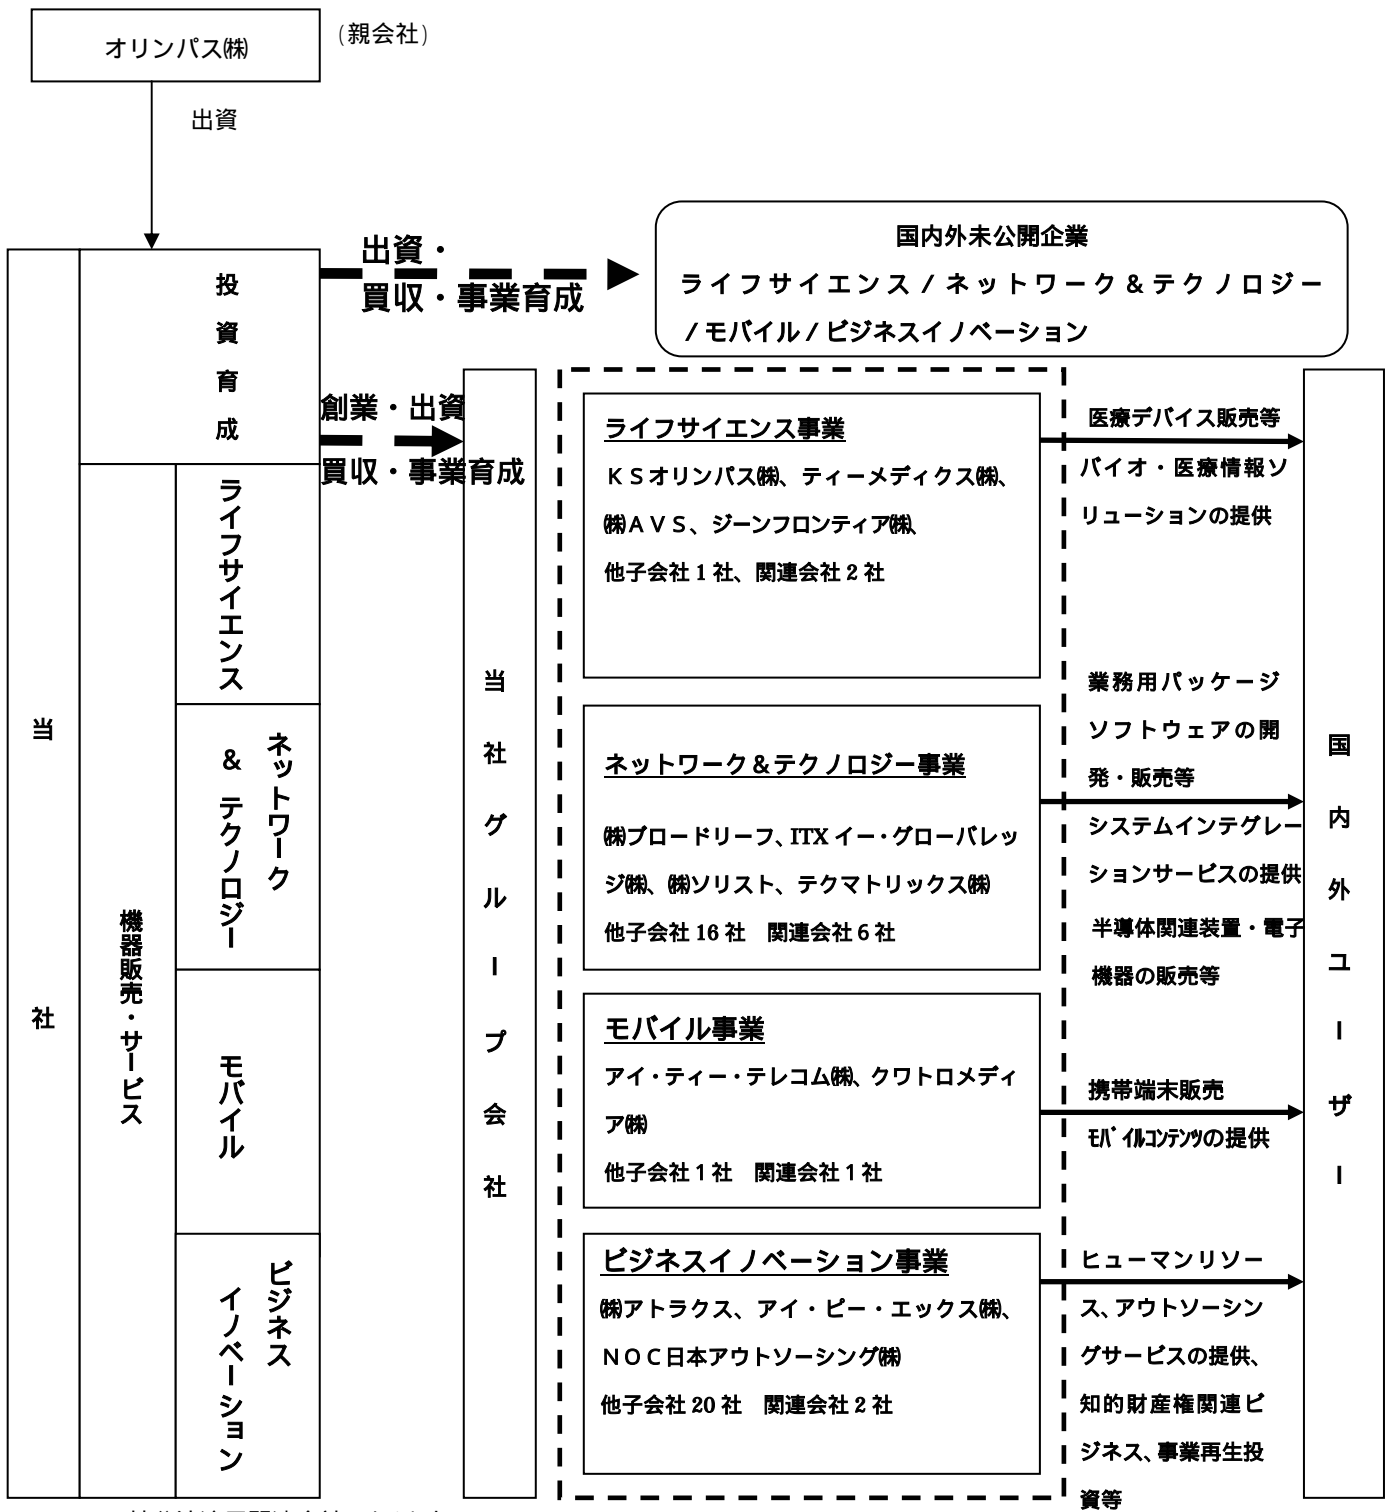 オリンパス㈱
(親会社)
出資
当社
投資育成
機器販売・サービス
ライフサイエンス
ネットワーク
＆テクノロジー
モバイル
ビジネス
イノベーション
出資・
買収・事業育成
国内外未公開企業
ライフサイエンス/ネットワーク＆テクノロジー
/モバイル/ビジネスイノベーション
創業・出資
買収・事業育成
当社グループ会社
ライフサイエンス事業
ＫＳオリンパス㈱、ティーメディクス㈱、
㈱ＡＶＳ、ジーンフロンティア㈱、
他子会社1社、関連会社2社
医療デバイス販売等
バイオ・医療情報ソ
リューションの提供
ネットワーク＆テクノロジー事業
㈱ブロードリーフ、ITXイー・グローバレッ
ジ㈱、㈱ソリスト、テクマトリックス㈱
他子会社16社　関連会社6社
業務用パッケージ
ソフトウェアの開
発・販売等
システムインテグレー
ションサービスの提供
半導体関連装置・電子
機器の販売等
モバイル事業
アイ・ティー・テレコム㈱、クワトロメディ
ア㈱
他子会社1社　関連会社1社
携帯端末販売
ﾓﾊﾞｲﾙｺﾝﾃﾝﾂの提供
ビジネスイノベーション事業
㈱アトラクス、アイ・ピー・エックス㈱、
ＮＯＣ日本アウトソーシング㈱
他子会社20社　関連会社2社
ヒューマンリソー
ス、アウトソーシン
グサービスの提供、
知的財産権関連ビ
ジネス、事業再生投
資等
国内外ユーザー